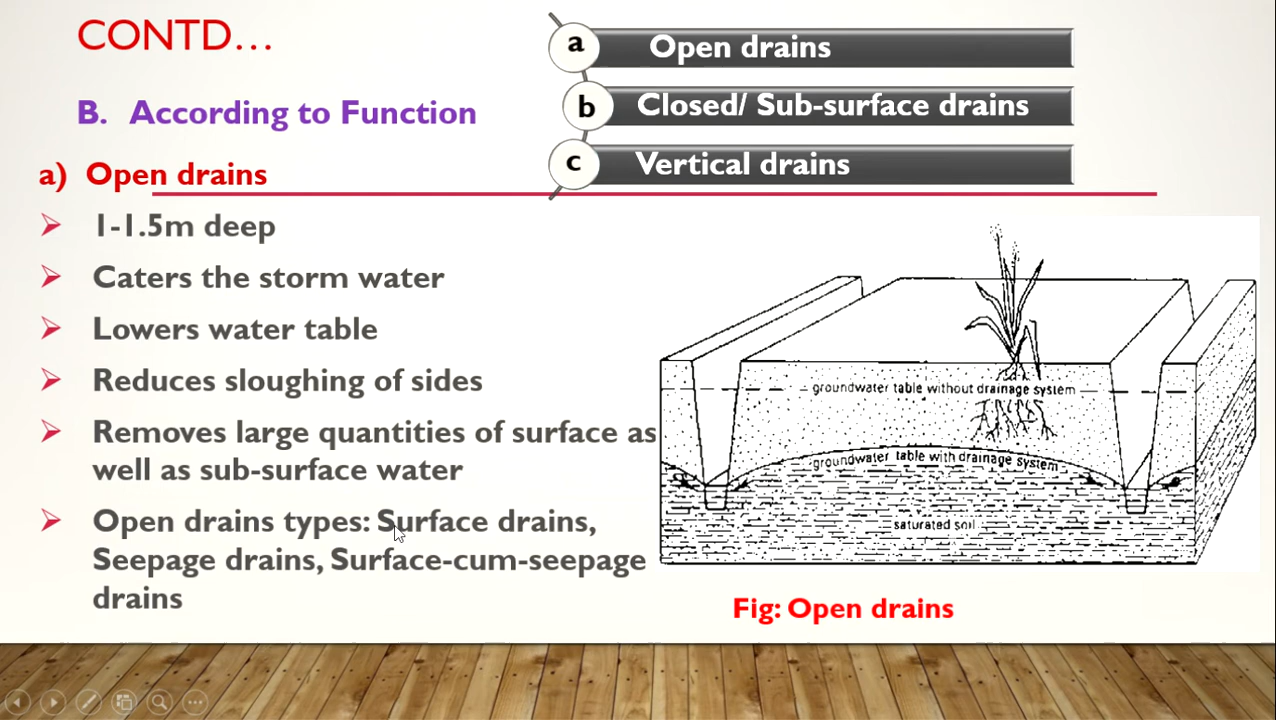 CONTD…
a Open drains
b Closed/ Sub-surface drains
c Vertical drains
B. According to Function
a) Open drains
1-1.5m deep
Caters the storm water
Lowers water table
Reduces sloughing of sides
Removes large quantities of surface as
well as sub-surface water
Open drains types: Surface drains,
Seepage drains, Surface-cum-seepage
drains
groundwater table without drainage system
groundwater table with drainage system
saturated soil
Fig: Open drains